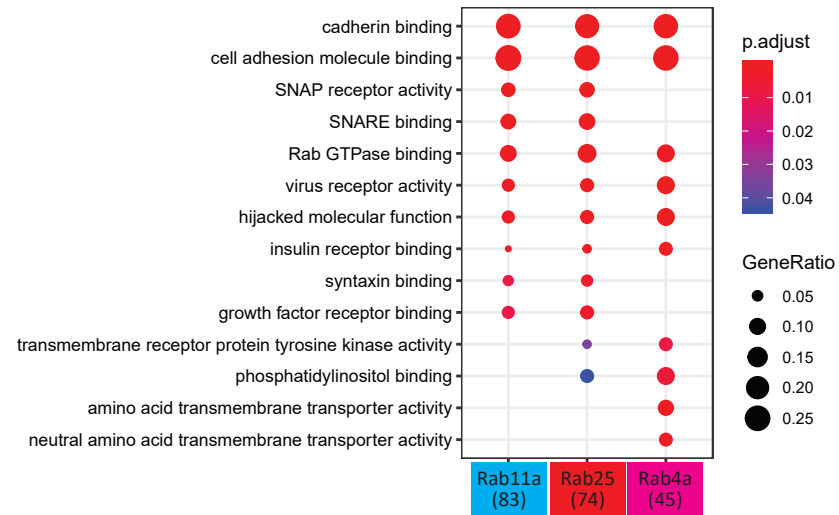 cadherin binding
cell adhesion molecule binding
SNAP receptor activity
SNARE binding
Rab GTPase binding
virus receptor activity
hijacked molecular function
insulin receptor binding
syntaxin binding
growth factor receptor binding
transmembrane receptor protein tyrosine kinase activity
phosphatidylinositol binding
amino acid transmembrane transporter activity
neutral amino acid transmembrane transporter activity
Rab11a Rab25 Rab4a
(83) (74) (45)
p.adjust
0.01
0.02
0.03
0.04
GeneRatio
0.05
0.10
0.15
0.20
0.25